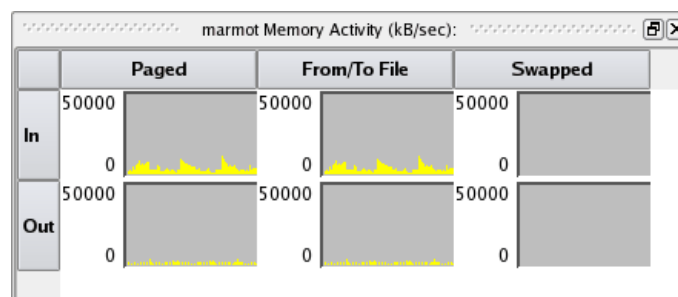 marmot Memory Activity (kB/sec):
Paged From/To File Swapped
50000 50000 50000
In
0 0 0
50000 50000 50000
Out
0 0 0